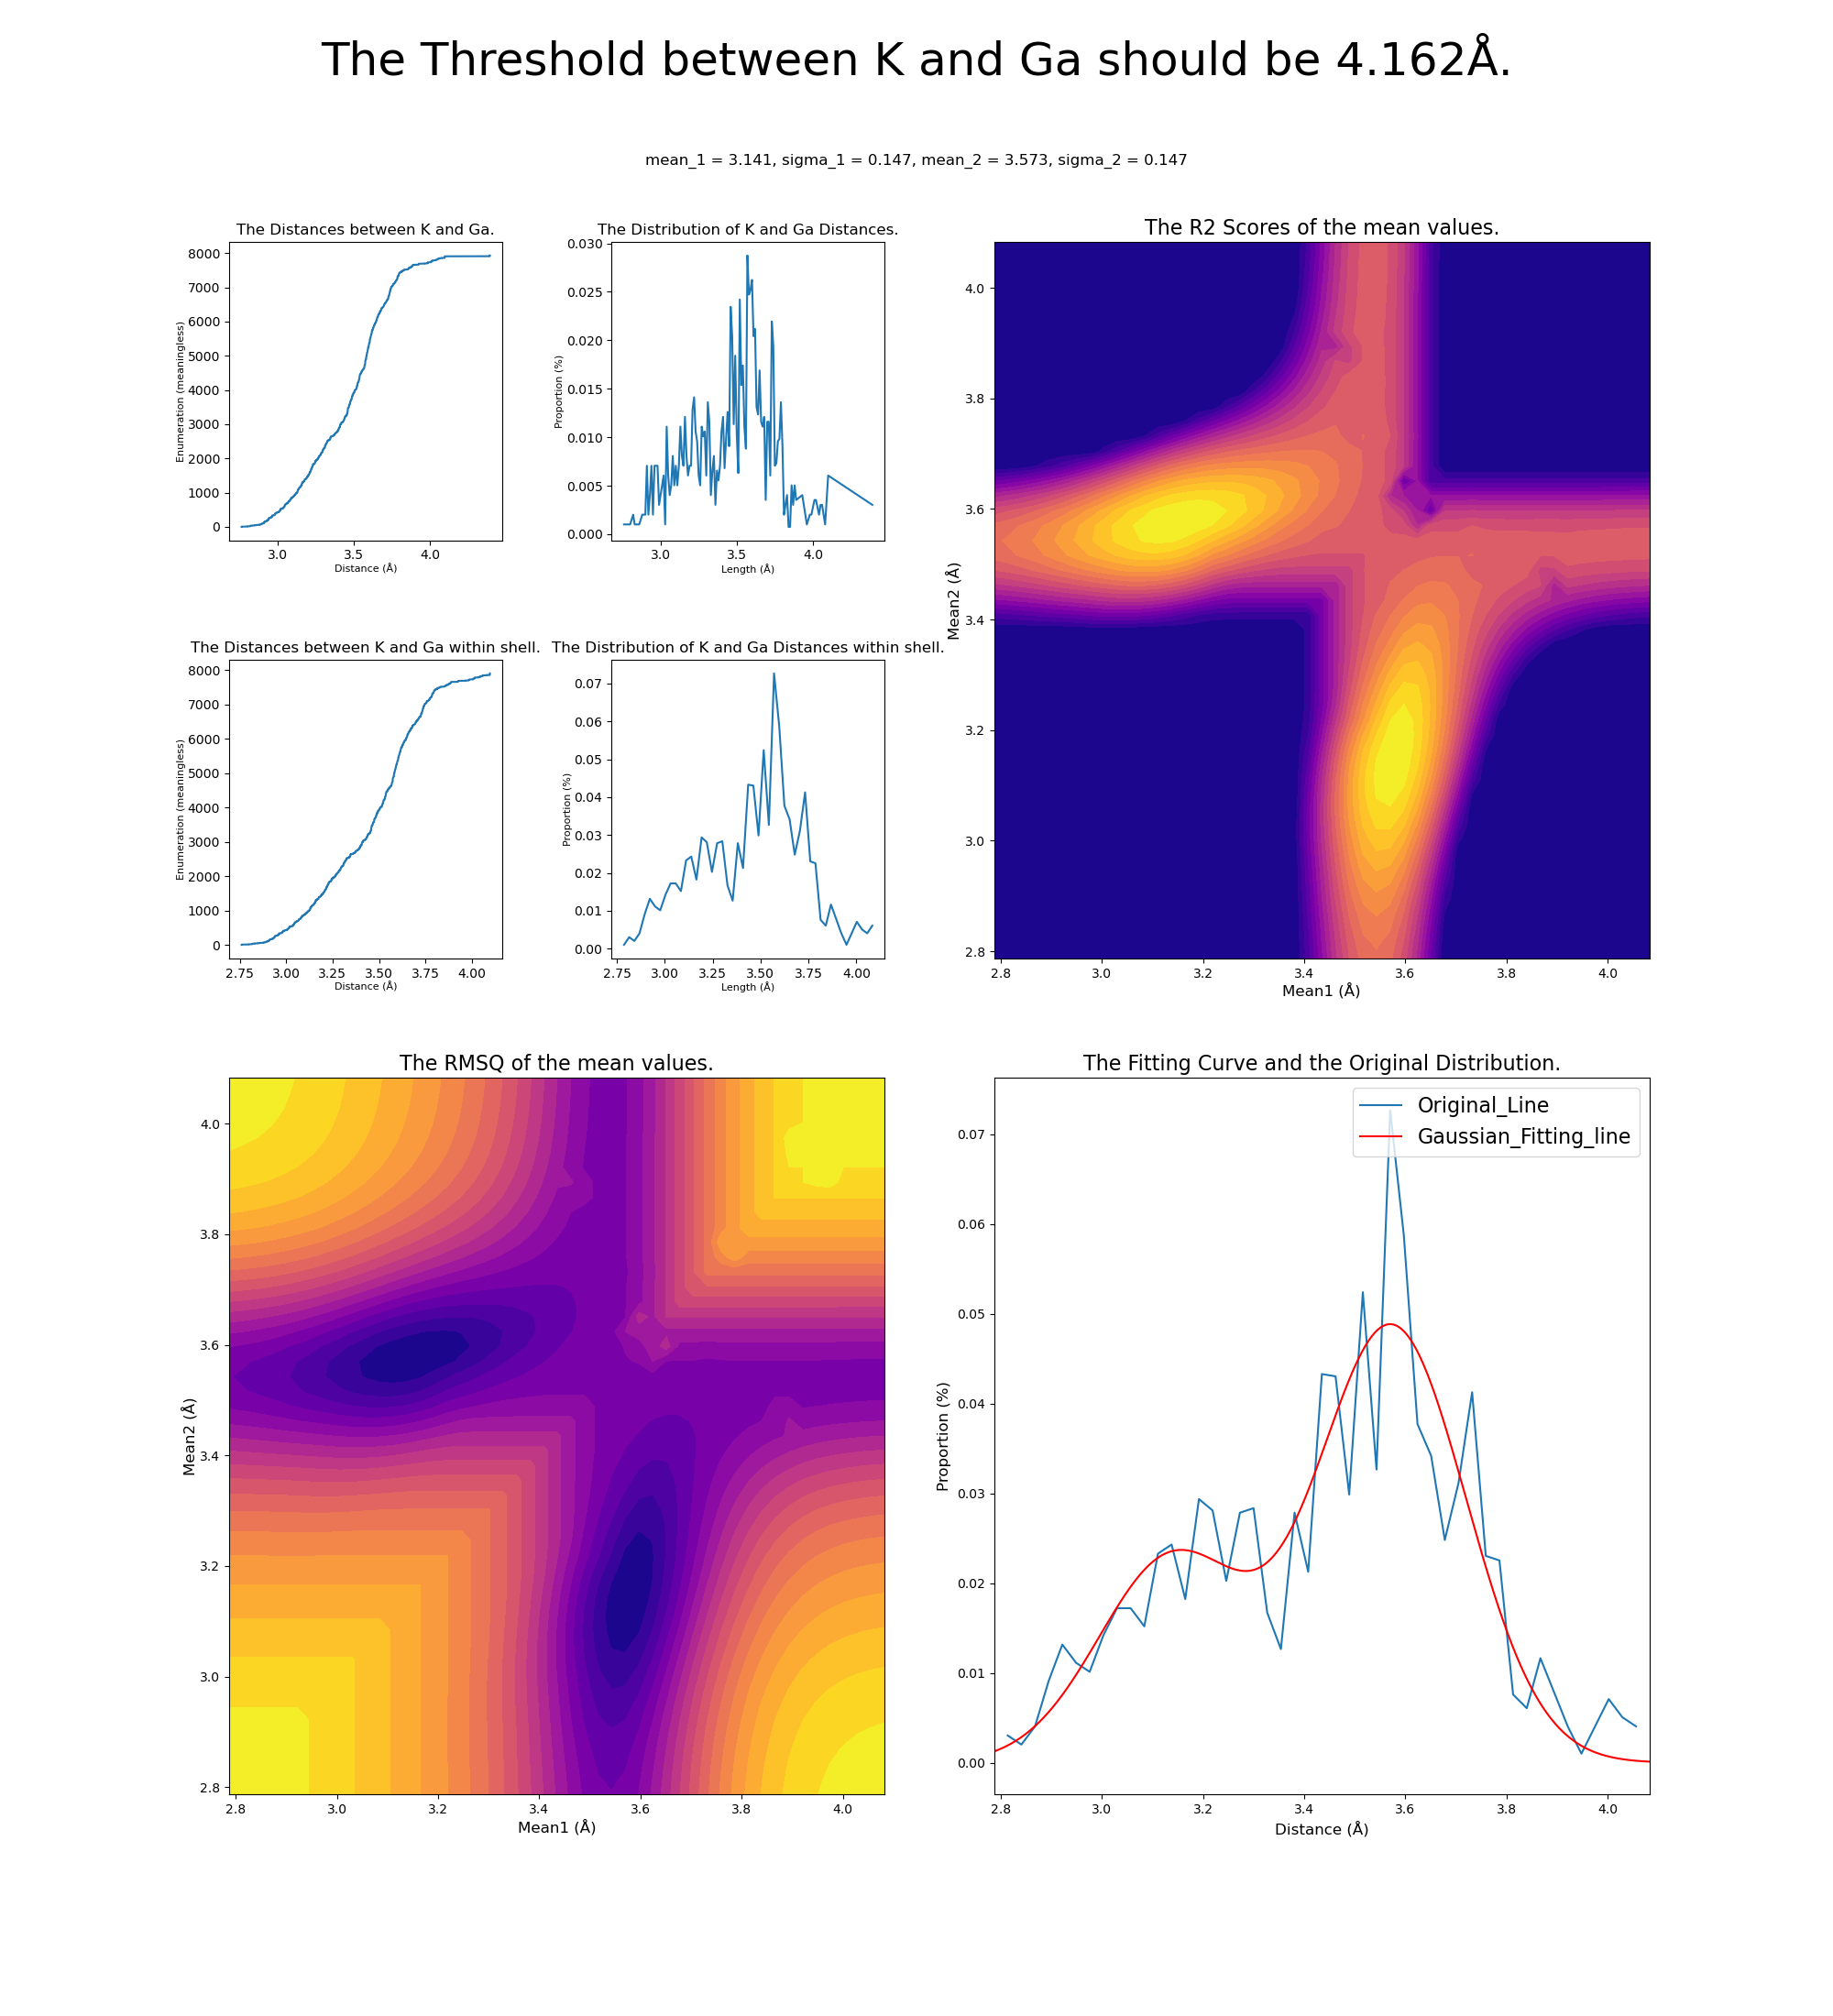 The Threshold between K and Ga should be 4.162Å.
mean_1 = 3.141, sigma_1 = 0.147, mean_2 = 3.573, sigma_2 = 0.147
The Distances between K and Ga.
8000
7000
6000
5000
4000
3000
2000
1000
0
Enumeration (meaningless)
3.0 3.5 4.0
Distance (Å)
The Distribution of K and Ga Distances.
0.030
0.025
0.020
0.015
0.010
0.005
0.000
Proportion (%)
3.0 3.5 4.0
Length (Å)
The R2 Scores of the mean values.
4.0
3.8
3.6
3.4
3.2
3.0
2.8
Mean2 (Å)
2.8 3.0 3.2 3.4 3.6 3.8 4.0
Mean1 (Å)
The Distances between K and Ga within shell.
8000
7000
6000
5000
4000
3000
2000
1000
0
Enumeration (meaningless)
2.75 3.00 3.25 3.50 3.75 4.00
Distance (Å)
The Distribution of K and Ga Distances within shell.
0.07
0.06
0.05
0.04
0.03
0.02
0.01
0.00
Proportion (%)
2.75 3.00 3.25 3.50 3.75 4.00
Length (Å)
The RMSQ of the mean values.
4.0
3.8
3.6
3.4
3.2
3.0
2.8
Mean2 (Å)
2.8 3.0 3.2 3.4 3.6 3.8 4.0
Mean1 (Å)
The Fitting Curve and the Original Distribution.
Original_Line
Gaussian_Fitting_line
0.07
0.06
0.05
0.04
0.03
0.02
0.01
0.00
Proportion (%)
2.8 3.0 3.2 3.4 3.6 3.8 4.0
Distance (Å)